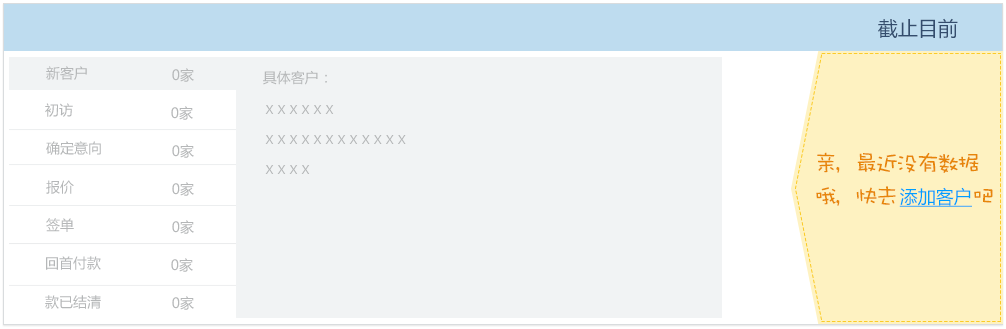 截止目前
新客户 0家
初访 0家
确定意向 0家
报价 0家
签单 0家
回首付款 0家
款已结清 0家
具体客户：
xxxxxx
xxxxxxxxxxxx
xxxx
亲，最近没有数据
哦，快去添加客户吧